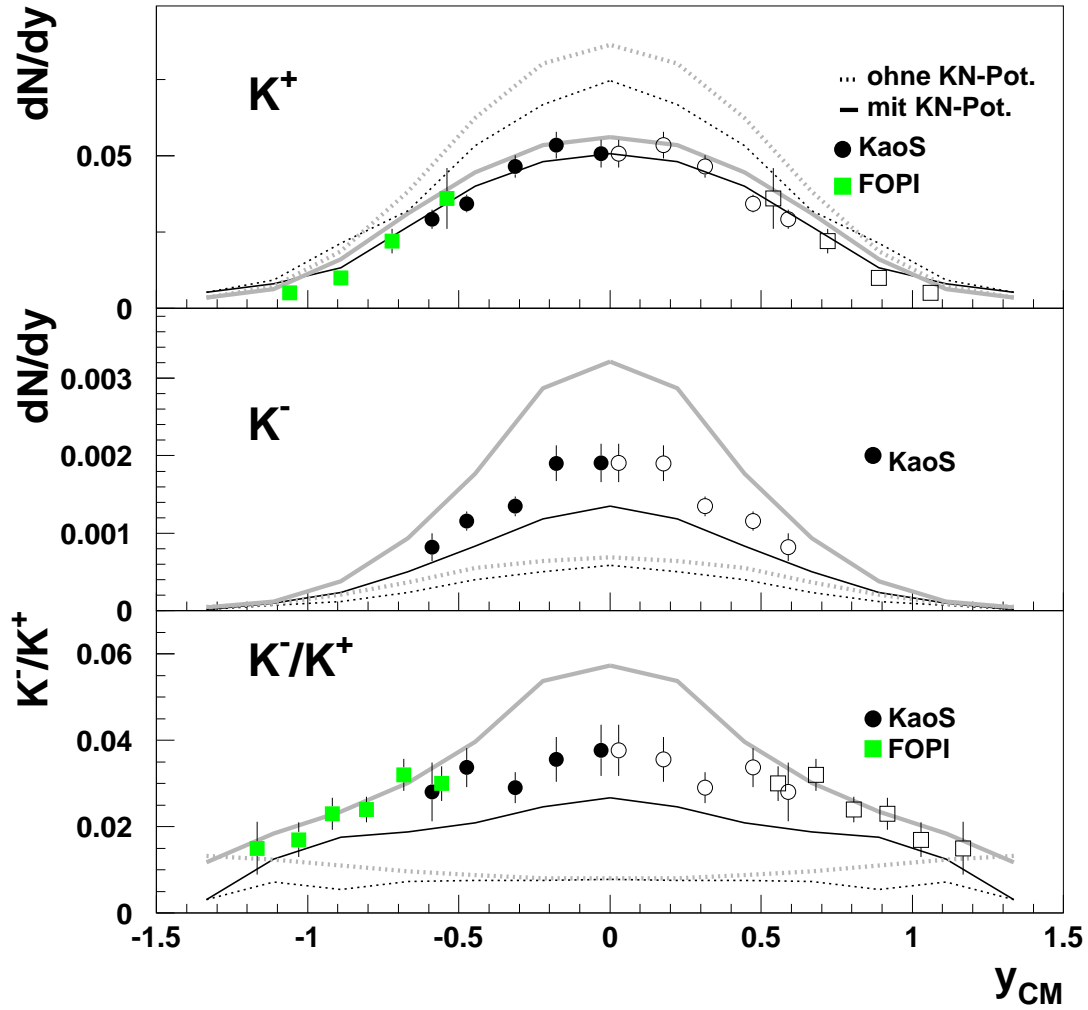 dN/dy
K⁺
ohne KN-Pot.
mit KN-Pot.
KaoS
FOPI
0.05
0
dN/dy
K⁻
KaoS
0.003
0.002
0.001
0
K⁻/K⁺
K⁻/K⁺
KaoS
FOPI
0.06
0.04
0.02
0
-1.5 -1 -0.5 0 0.5 1 1.5
y_CM